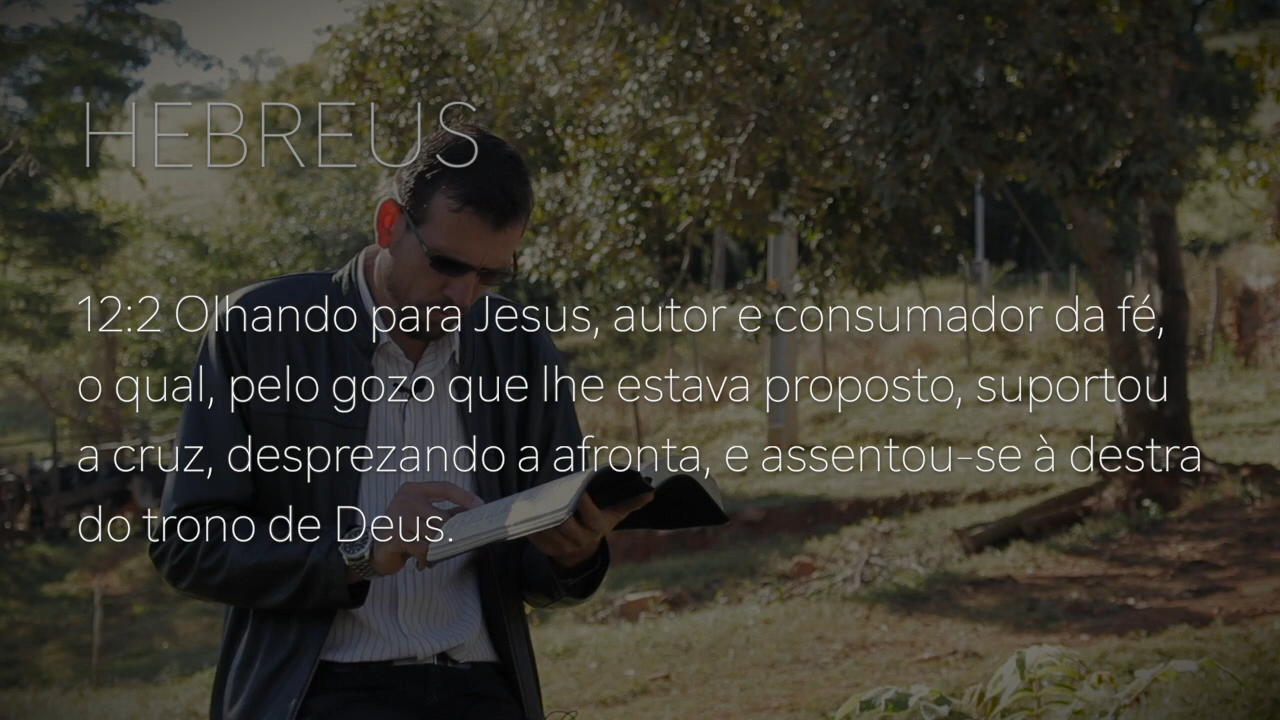 HEBREUS
12:2 Olhando para Jesus, autor e consumador da fé,
o qual, pelo gozo que lhe estava proposto, suportou
a cruz, desprezando a afronta, e assentou-se à destra
do trono de Deus.